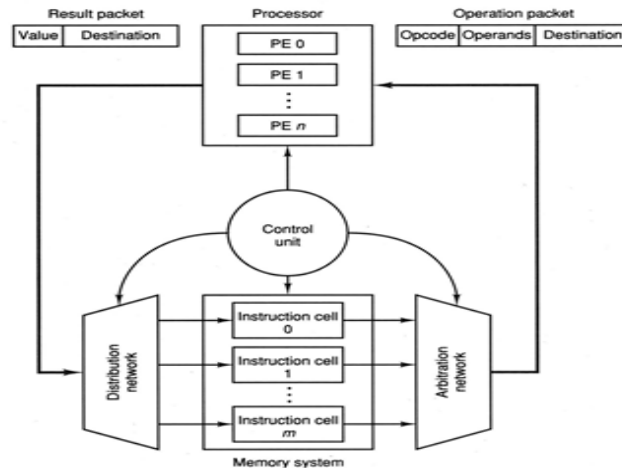 Result packet
Processor
Operation packet
Value Destination
Opcode Operands Destination
PE 0
PE 1
PE n
Control
unit
Distribution
network
Instruction cell
0
Instruction cell
1
Instruction cell
m
Arbitration
network
Memory system